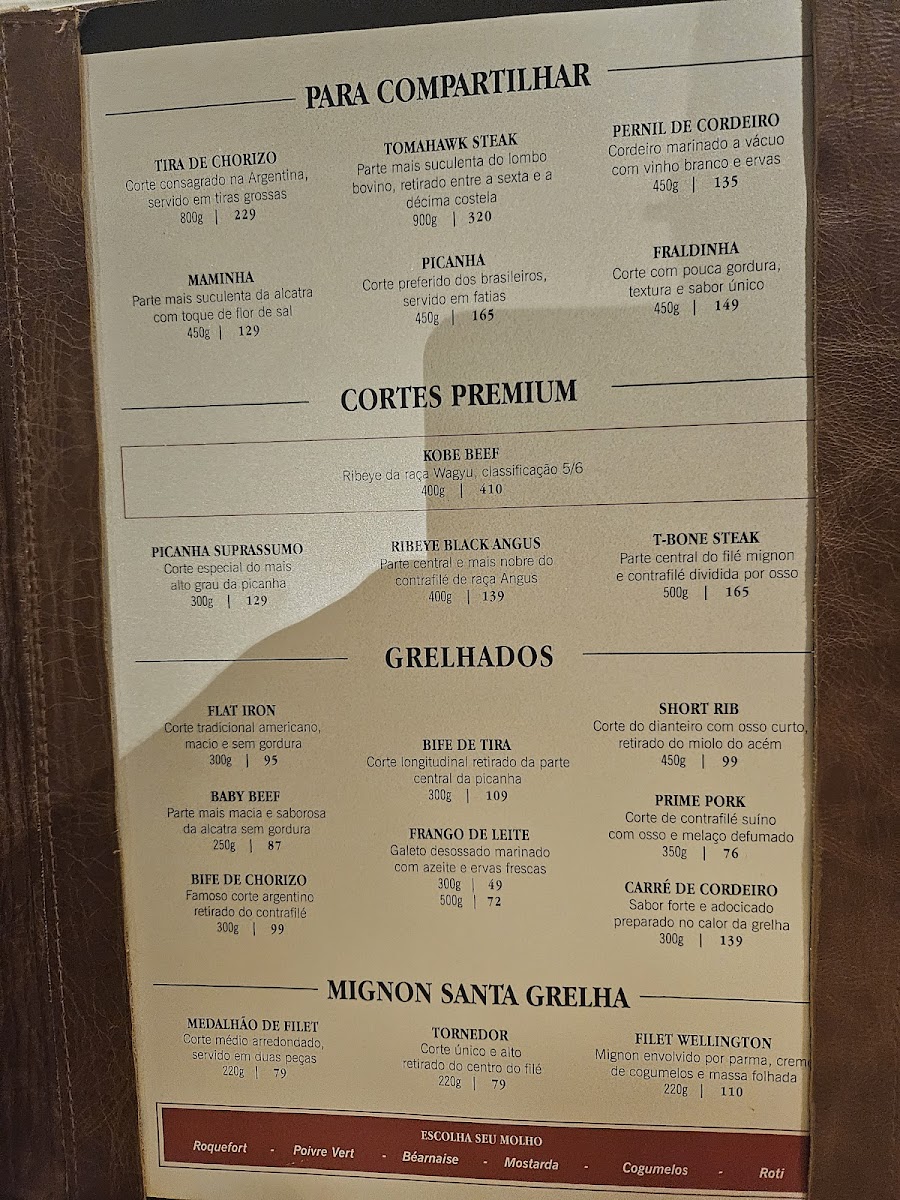 PARA COMPARTILHAR
TIRA DE CHORIZO
Corte consagrado na Argentina,
servido em tiras grossas
800g | 229
TOMAHAWK STEAK
Parte mais suculenta do lombo
bovino, retirado entre a sexta e a
décima costela
900g | 320
PERNIL DE CORDEIRO
Cordeiro marinado a vácuo
com vinho branco e ervas
450g | 135
MAMINHA
Parte mais suculenta da alcatra
com toque de flor de sal
450g | 129
PICANHA
Corte preferido dos brasileiros,
servido em fatias
450g | 165
FRALDINHA
Corte com pouca gordura,
textura e sabor único
450g | 149
CORTES PREMIUM
KOBE BEEF
Ribeye da raça Wagyu, classificação 5/6
400g | 410
PICANHA SUPRASSUMO
Corte especial do mais
alto grau da picanha
300g | 129
RIBEYE BLACK ANGUS
Parte central e mais nobre do
contrafilé de raça Angus
400g | 139
T-BONE STEAK
Parte central do filé mignon
e contrafilé dividida por osso
500g | 165
GRELHADOS
FLAT IRON
Corte tradicional americano,
macio e sem gordura
300g | 95
BABY BEEF
Parte mais macia e saborosa
da alcatra sem gordura
250g | 87
BIFE DE CHORIZO
Famoso corte argentino
retirado do contrafilé
300g | 99
BIFE DE TIRA
Corte longitudinal retirado da parte
central da picanha
300g | 109
FRANGO DE LEITE
Galeto desossado marinado
com azeite e ervas frescas
300g | 49
500g | 72
SHORT RIB
Corte do dianteiro com osso curto,
retirado do miolo do acém
450g | 99
PRIME PORK
Corte de contrafilé suíno
com osso e melaço defumado
350g | 76
CARRÉ DE CORDEIRO
Sabor forte e adocicado
preparado no calor da grelha
300g | 139
MIGNON SANTA GRELHA
MEDALHÃO DE FILET
Corte médio arredondado,
servido em duas peças
220g | 79
TORNEDOR
Corte único e alto
retirado do centro do filé
220g | 79
FILET WELLINGTON
Mignon envolvido por parma, creme
de cogumelos e massa folhada
220g | 110
ESCOLHA SEU MOLHO
Roquefort - Poivre Vert - Béarnaise - Mostarda - Cogumelos - Roti